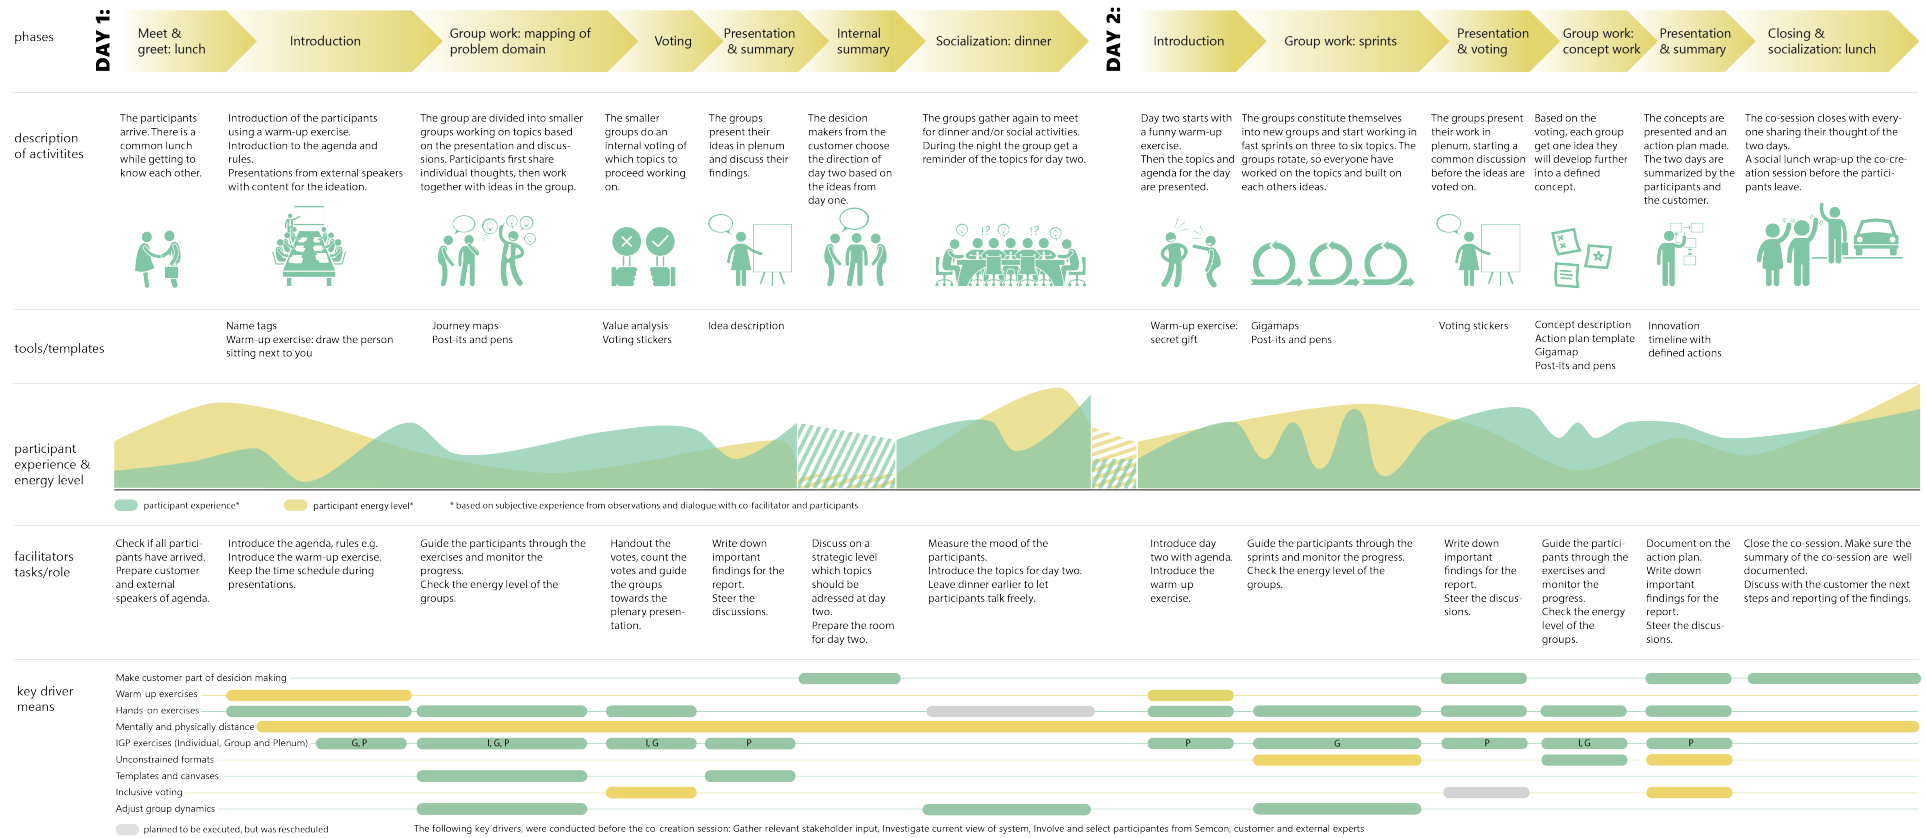 phases
DAY 1:
Meet &
greet: lunch
Introduction
Group work: mapping of
problem domain
Voting
Presentation
& summary
Internal
summary
Socialization: dinner
DAY 2:
Introduction
Group work: sprints
Presentation
& voting
Group work:
concept work
Presentation
& summary
Closing &
socialization: lunch
description
of activitites
The participants
arrive. There is a
common lunch
while getting to
know each other.
Introduction of the participants
using a warm-up exercise.
Introduction to the agenda and
rules.
Presentations from external speakers
with content for the ideation.
The group are divided into smaller
groups working on topics based
on the presentation and discus-
sions. Participants first share
individual thoughts, then work
together with ideas in the group.
The smaller
groups do an
internal voting of
which topics to
proceed working
on.
The groups
present their
ideas in plenum
and discuss their
findings.
The desicion
makers from the
customer choose
the direction of
day two based on
the ideas from
day one.
The groups gather again to meet
for dinner and/or social activities.
During the night the group get a
reminder of the topics for day two.
Day two starts with
a funny warm-up
exercise.
Then the topics and
agenda for the day
are presented.
The groups constitute themselves
into new groups and start working in
fast sprints on three to six topics. The
groups rotate, so everyone have
worked on the topics and built on
each others ideas.
The groups present
their work in
plenum, starting a
common discussion
before the ideas are
voted on.
Based on the
voting, each group
get one idea they
will develop further
into a defined
concept.
The concepts are
presented and an
action plan made.
The two days are
summarized by the
participants and
the customer.
The co-session closes with every-
one sharing their thought of the
two days.
A social lunch wrap-up the co-cre-
ation session before the partici-
pants leave.
!?
!?
tools/templates
Name tags
Warm-up exercise: draw the person
sitting next to you
Journey maps
Post-its and pens
Value analysis
Voting stickers
Idea description
Warm-up exercise:
secret gift
Gigamaps
Post-its and pens
Voting stickers
Concept description
Action plan template
Gigamap
Post-its and pens
Innovation
timeline with
defined actions
participant
experience &
energy level
participant experience*
participant energy level*
* based on subjective experience from observations and dialogue with co-facilitator and participants
facilitators
tasks/role
Check if all partici-
pants have arrived.
Prepare customer
and external
speakers of agenda.
Introduce the agenda, rules e.g.
Introduce the warm-up exercise.
Keep the time schedule during
presentations.
Guide the participants through the
exercises and monitor the
progress.
Check the energy level of the
groups.
Handout the
votes, count the
votes and guide
the groups
towards the
plenary presen-
tation.
Write down
important
findings for the
report.
Steer the
discussions.
Discuss on a
strategic level
which topics
should be
adressed at day
two.
Prepare the room
for day two.
Measure the mood of the
participants.
Introduce the topics for day two.
Leave dinner earlier to let
participants talk freely.
Introduce day
two with agenda.
Introduce the
warm-up
exercise.
Guide the participants through the
sprints and monitor the progress.
Check the energy level of the
groups.
Write down
important
findings for the
report.
Steer the discus-
sions.
Guide the partici-
pants through the
exercises and
monitor the
progress.
Check the energy
level of the
groups.
Document on the
action plan.
Write down
important
findings for the
report.
Steer the discus-
sions.
Close the co-session. Make sure the
summary of the co-session are well
documented.
Discuss with the customer the next
steps and reporting of the findings.
key driver
means
Make customer part of desicion making
Warm-up exercises
Hands-on exercises
Mentally and physically distance
IGP exercises (Individual, Group and Plenum)
G, P
I, G, P
I, G
P
P
G
P
I, G
P
Unconstrained formats
Templates and canvases
Inclusive voting
Adjust group dynamics
planned to be executed, but was rescheduled
The following key drivers, were conducted before the co-creation session: Gather relevant stakeholder input, Investigate current view of system, Involve and select participantes from Semcon, customer and external experts